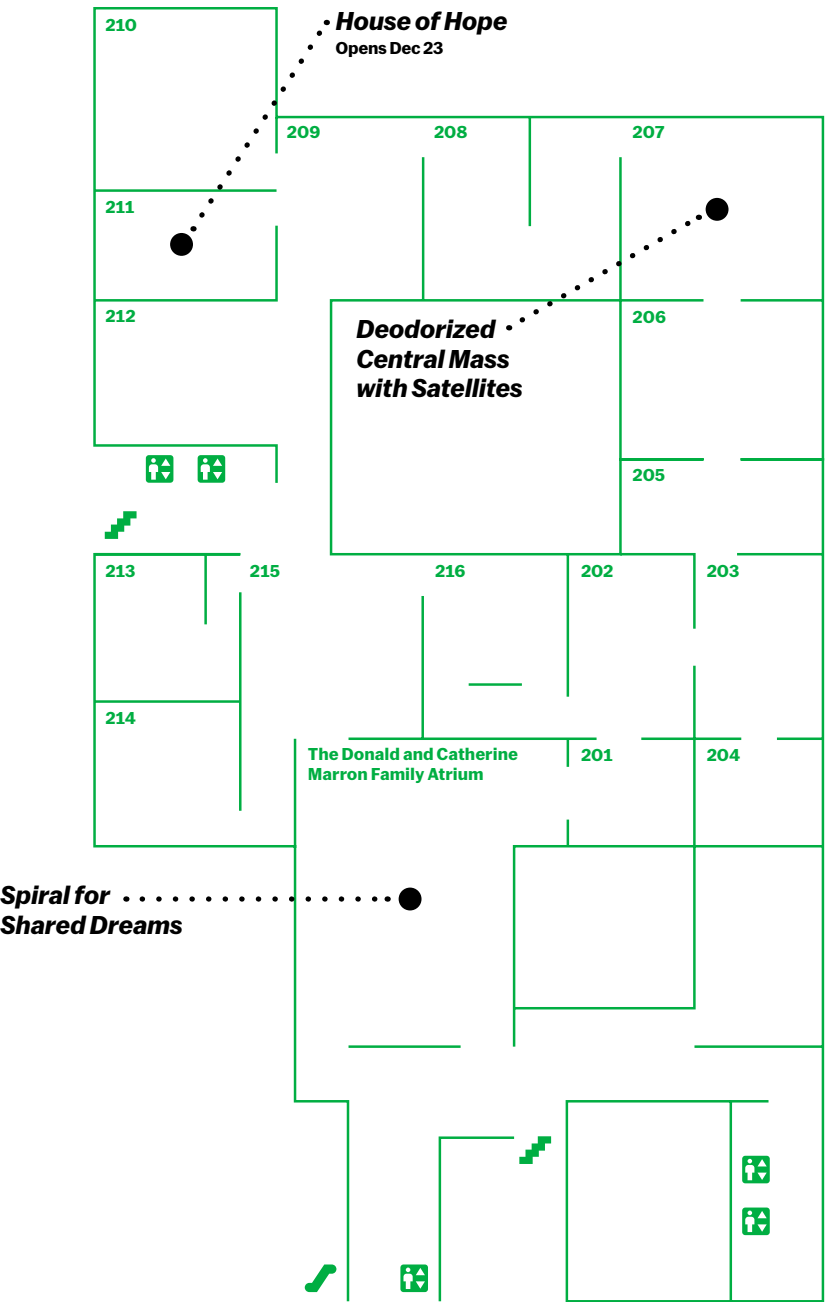 210
House of Hope
Opens Dec 23
209
208
207
211
212
Deodorized
Central Mass
with Satellites
206
205
213
215
216
202
203
214
The Donald and Catherine
Marron Family Atrium
201
204
Spiral for
Shared Dreams